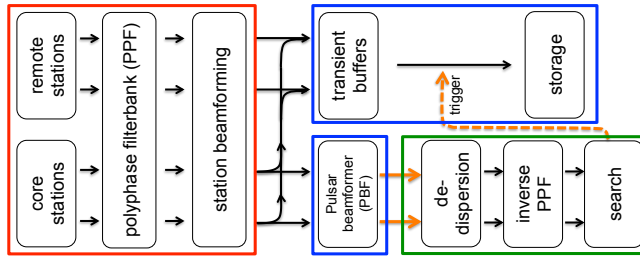 remote
stations
core
stations
polyphase filterbank (PPF)
station beamforming
transient
buffers
Pulsar
beamformer
(PBF)
trigger
storage
de-
dispersion
inverse
PPF
search